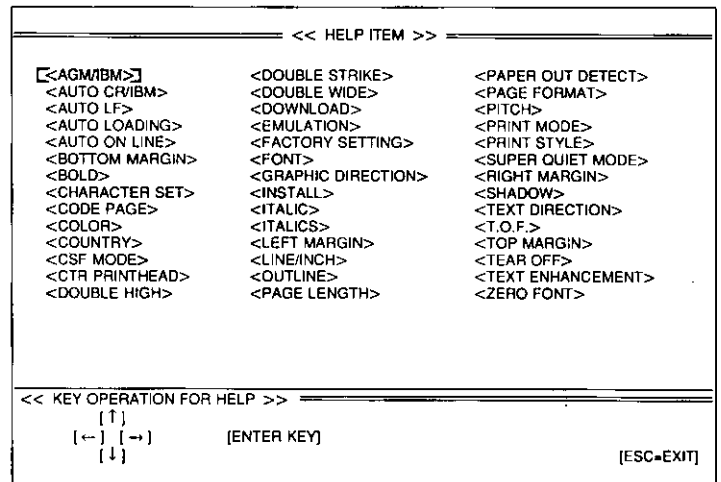 << HELP ITEM >>
[<AGM/IBM>] <DOUBLE STRIKE> <PAPER OUT DETECT>
<AUTO CR/IBM> <DOUBLE WIDE> <PAGE FORMAT>
<AUTO LF> <DOWNLOAD> <PITCH>
<AUTO LOADING> <EMULATION> <PRINT MODE>
<AUTO ON LINE> <FACTORY SETTING> <PRINT STYLE>
<BOTTOM MARGIN> <FONT> <SUPER QUIET MODE>
<BOLD> <GRAPHIC DIRECTION> <RIGHT MARGIN>
<CHARACTER SET> <INSTALL> <SHADOW>
<CODE PAGE> <ITALIC> <TEXT DIRECTION>
<COLOR> <ITALICS> <T.O.F.>
<COUNTRY> <LEFT MARGIN> <TOP MARGIN>
<CSF MODE> <LINE/INCH> <TEAR OFF>
<CTR PRINTHEAD> <OUTLINE> <TEXT ENHANCEMENT>
<DOUBLE HIGH> <PAGE LENGTH> <ZERO FONT>
<< KEY OPERATION FOR HELP >>
[↑]
[←] [→] [ENTER KEY]
[↓] [ESC=EXIT]